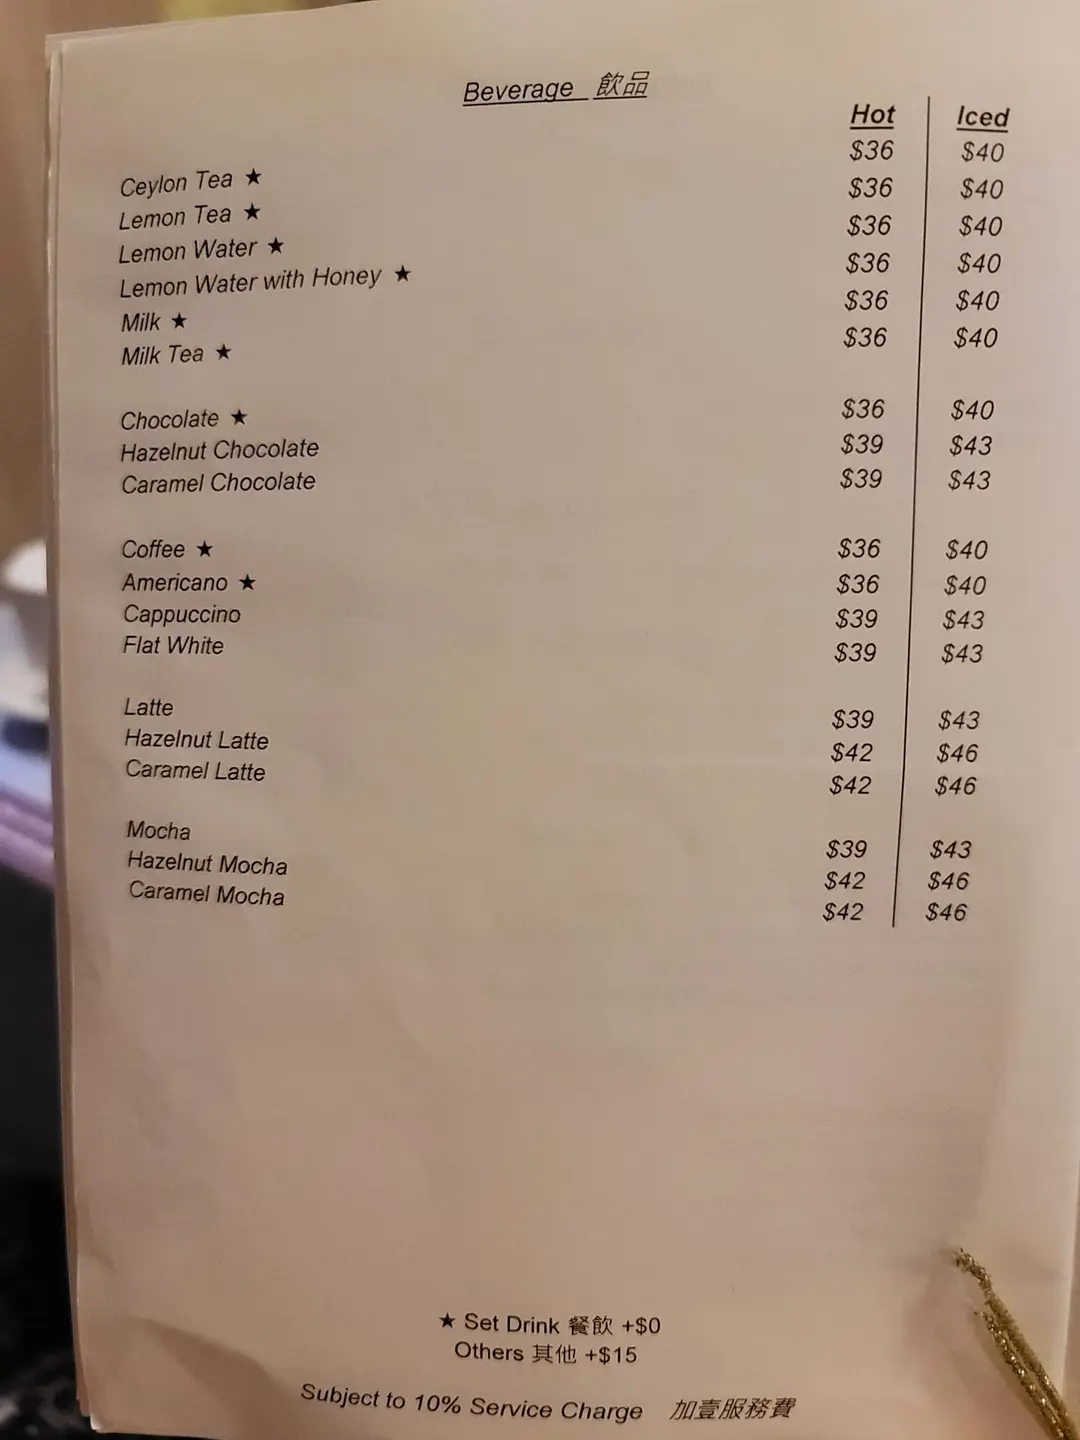 Beverage 飲品
Hot Iced
Ceylon Tea ★ $36 $40
Lemon Tea ★ $36 $40
Lemon Water ★ $36 $40
Lemon Water with Honey ★ $36 $40
Milk ★ $36 $40
Milk Tea ★ $36 $40
Chocolate ★ $36 $40
Hazelnut Chocolate $39 $43
Caramel Chocolate $39 $43
Coffee ★ $36 $40
Americano ★ $36 $40
Cappuccino $39 $43
Flat White $39 $43
Latte $39 $43
Hazelnut Latte $42 $46
Caramel Latte $42 $46
Mocha $39 $43
Hazelnut Mocha $42 $46
Caramel Mocha $42 $46
★ Set Drink 餐飲 +$0
Others 其他 +$15
Subject to 10% Service Charge 加壹服務費